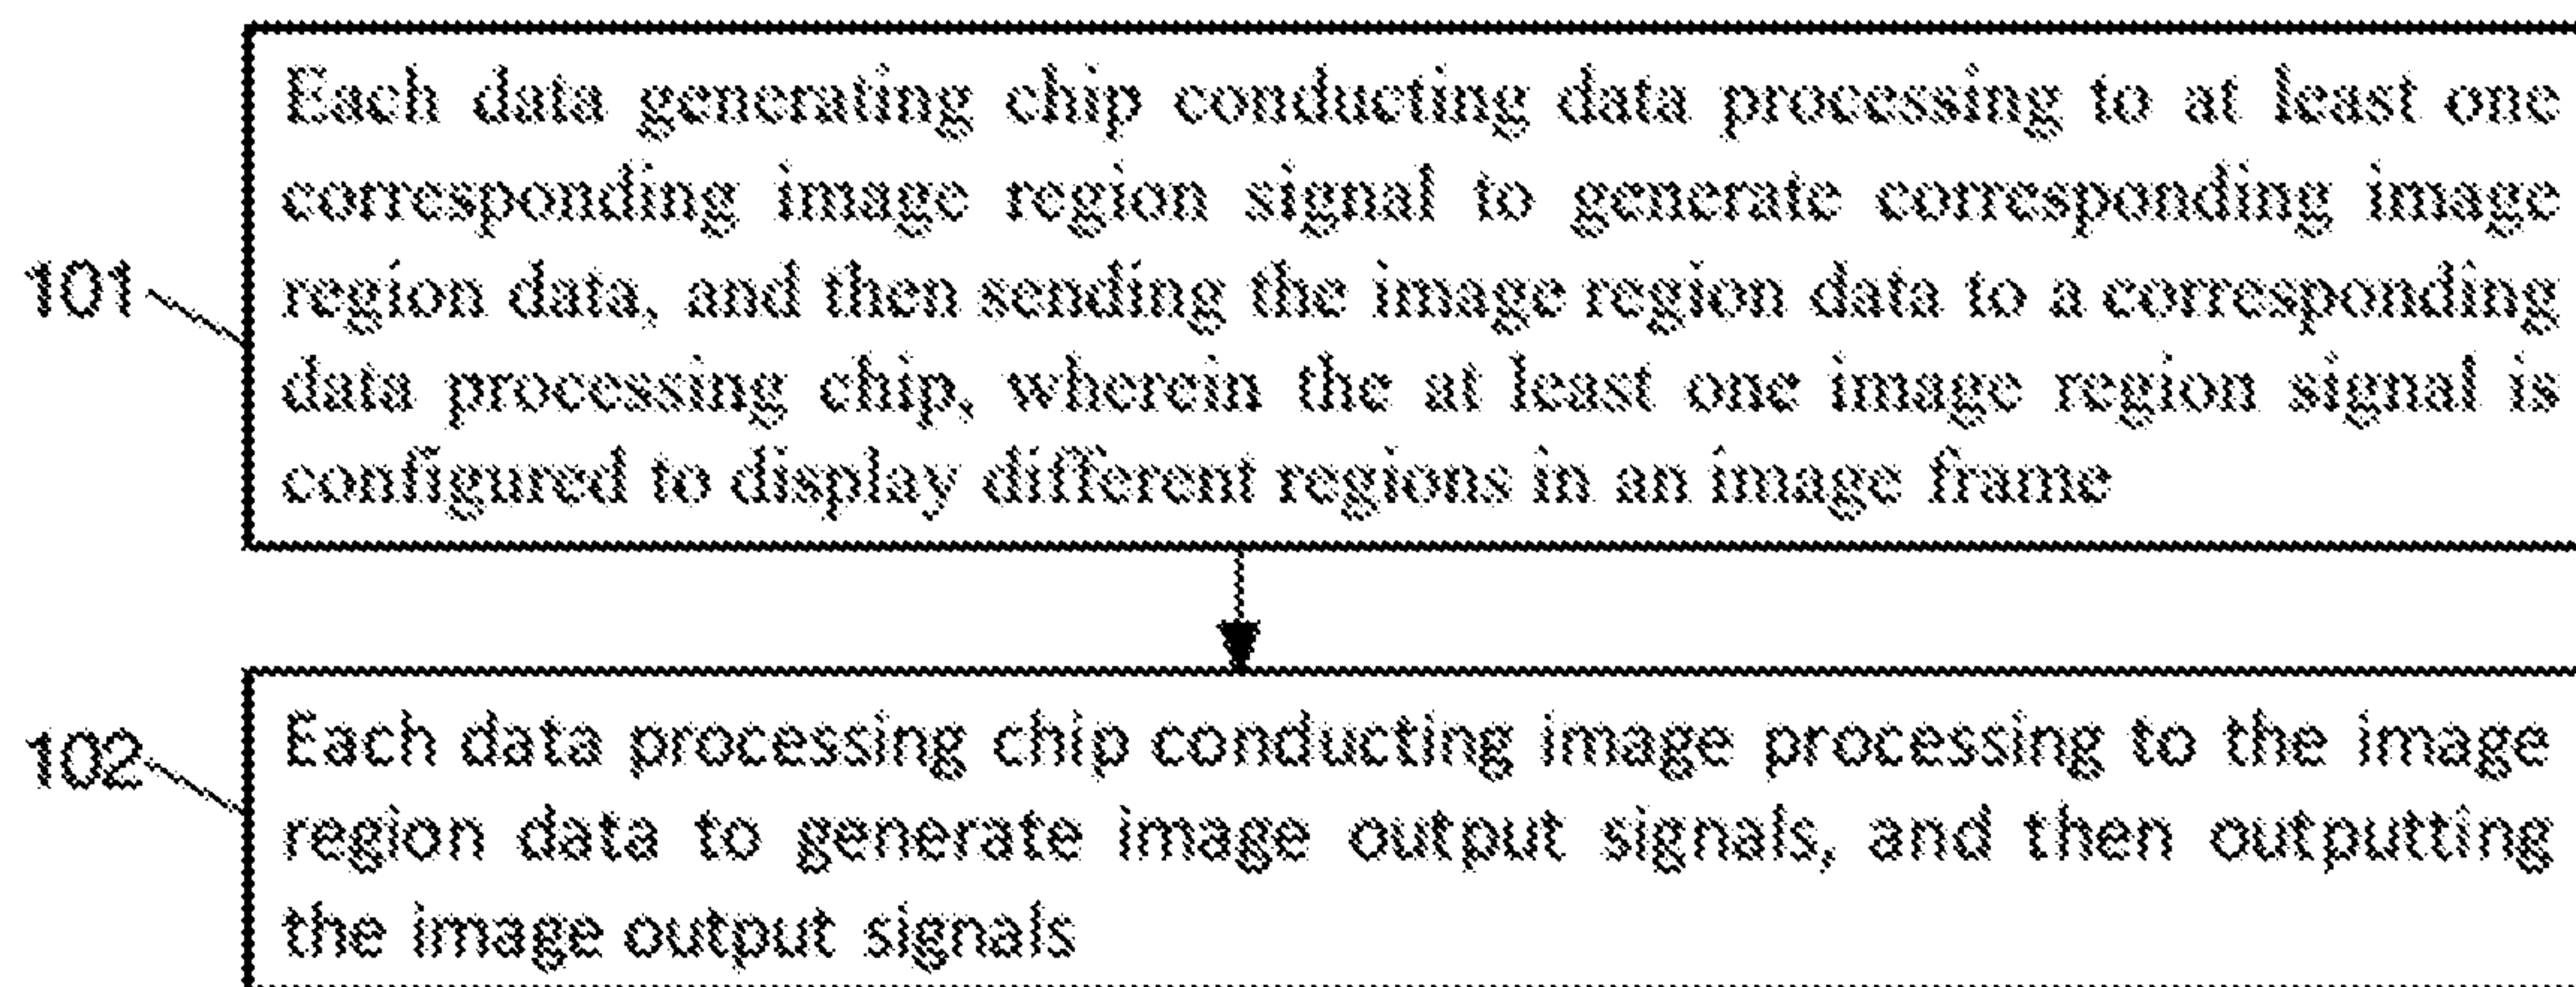 Each data generating chip conducting data processing to at least one
corresponding image region signal to generate corresponding image
101
region data, and then sending the image region data to a corresponding
data processing chip, wherein the at least one image region signal is
configured to display different regions in an image frame
102
Each data processing chip conducting image processing to the image
region data to generate image output signals, and then outputting
the image output signals